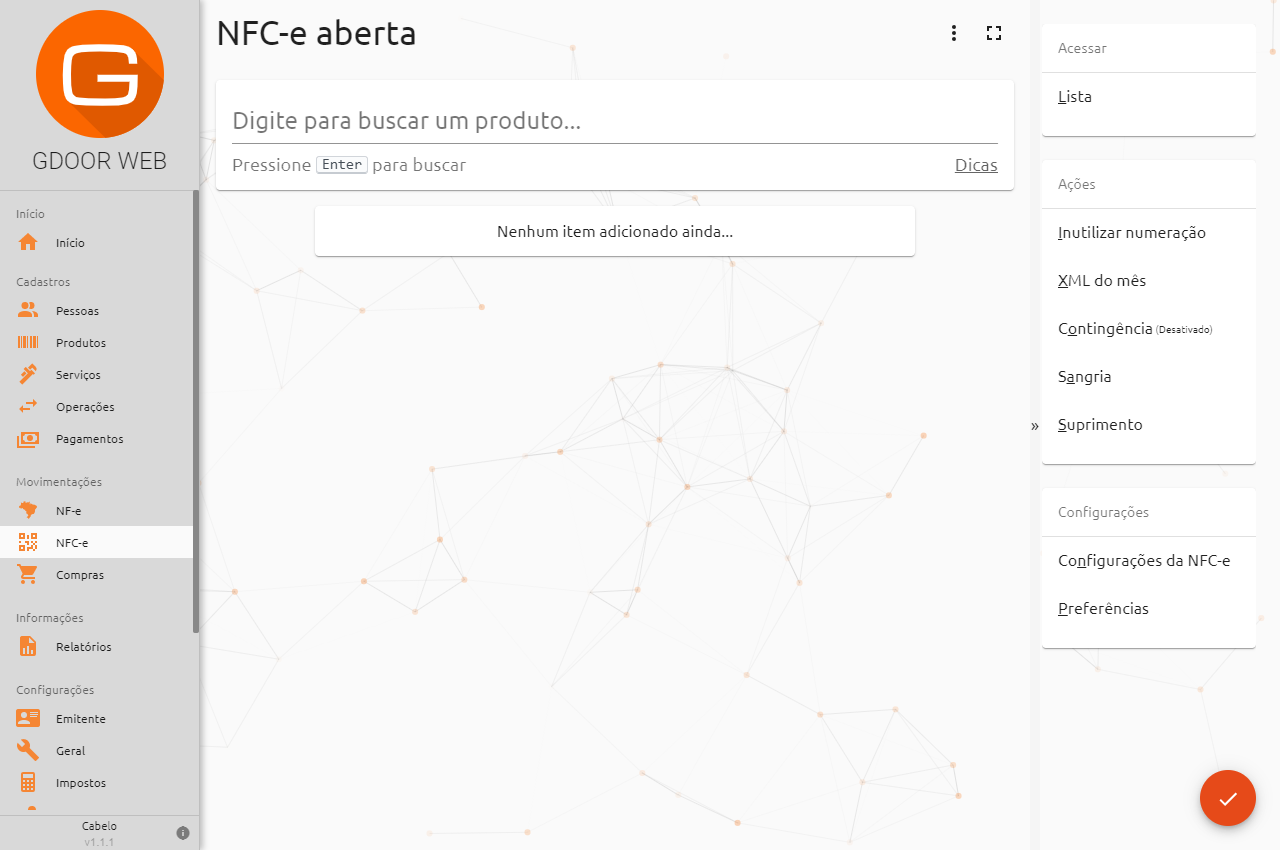 GDOOR WEB
Início
Início
Cadastros
Pessoas
Produtos
Serviços
Operações
Pagamentos
Movimentações
NF-e
NFC-e
Compras
Informações
Relatórios
Configurações
Emitente
Geral
Impostos
Cabelo
v1.1.1
NFC-e aberta
Digite para buscar um produto...
Pressione Enter para buscar
Dicas
Nenhum item adicionado ainda...
»
Acessar
Lista
Ações
Inutilizar numeração
XML do mês
Contingência (Desativado)
Sangria
Suprimento
Configurações
Configurações da NFC-e
Preferências